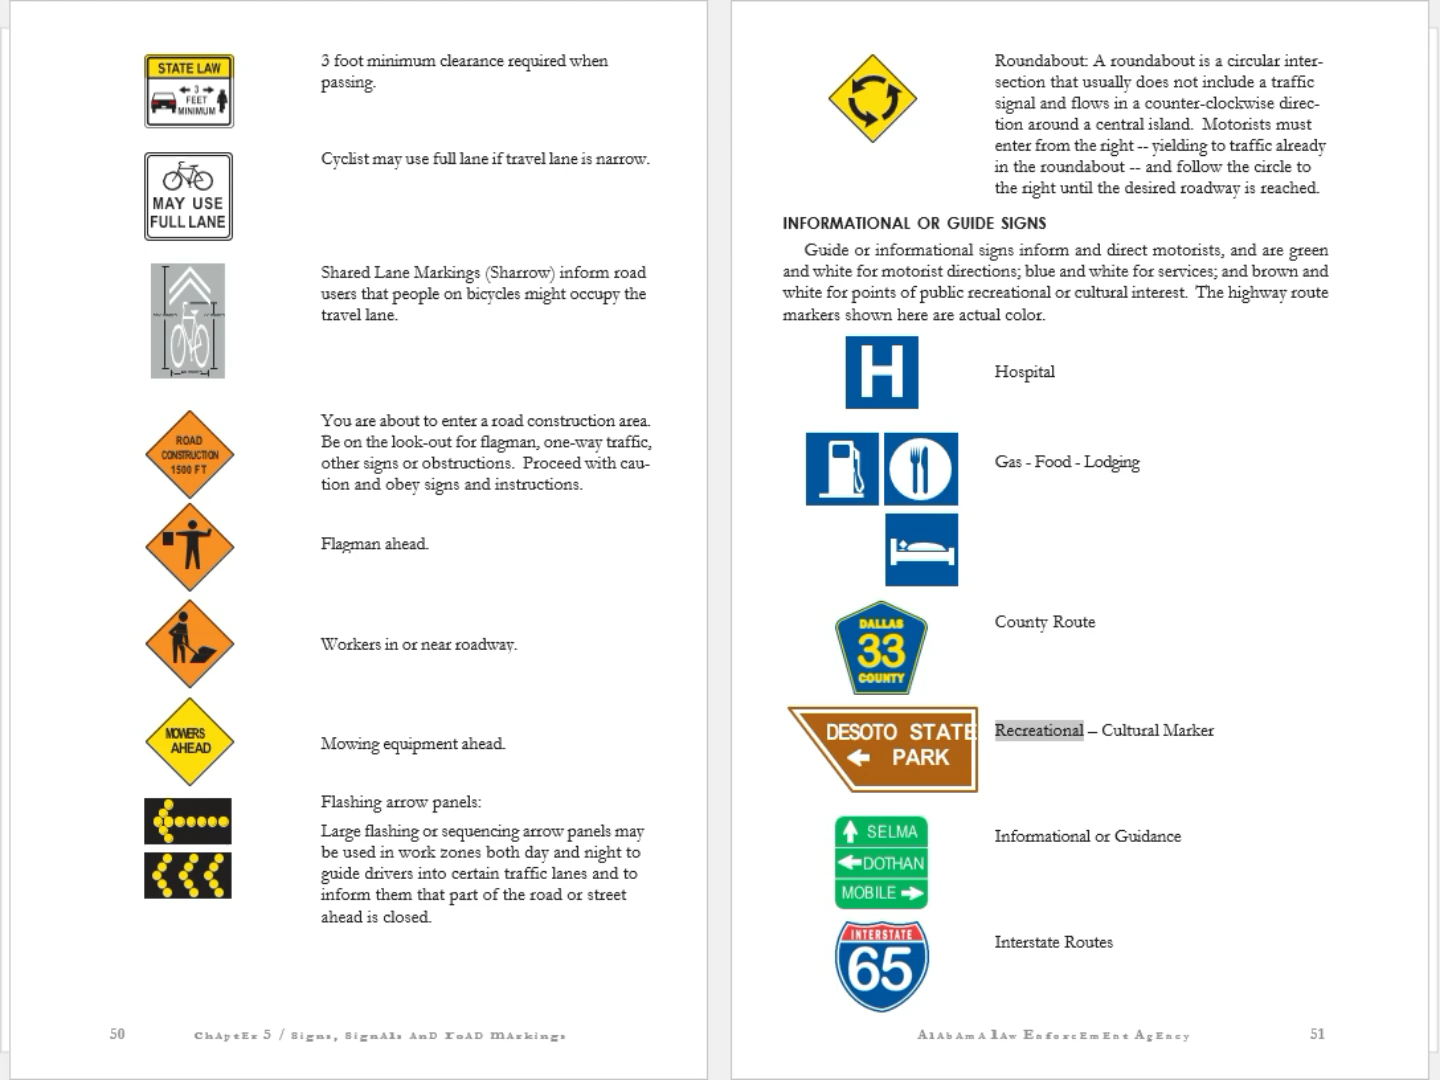 STATE LAW
3
FEET
MINIMUM
3 foot minimum clearance required when
passing.
MAY USE
FULL LANE
Cyclist may use full lane if travel lane is narrow.
Shared Lane Markings (Sharrow) inform road
users that people on bicycles might occupy the
travel lane.
ROAD
CONSTRUCTION
1500 FT
You are about to enter a road construction area.
Be on the look-out for flagman, one-way traffic,
other signs or obstructions.  Proceed with cau-
tion and obey signs and instructions.
Flagman ahead.
Workers in or near roadway.
MOWERS
AHEAD
Mowing equipment ahead.
Flashing arrow panels:
Large flashing or sequencing arrow panels may
be used in work zones both day and night to
guide drivers into certain traffic lanes and to
inform them that part of the road or street
ahead is closed.
50 ChAptEr 5 / Signs, SignAls AnD roAD mArkings
Roundabout: A roundabout is a circular inter-
section that usually does not include a traffic
signal and flows in a counter-clockwise direc-
tion around a central island.  Motorists must
enter from the right -- yielding to traffic already
in the roundabout -- and follow the circle to
the right until the desired roadway is reached.
INFORMATIONAL OR GUIDE SIGNS
Guide or informational signs inform and direct motorists, and are green
and white for motorist directions; blue and white for services; and brown and
white for points of public recreational or cultural interest.  The highway route
markers shown here are actual color.
H
Hospital
Gas - Food - Lodging
DALLAS
33
COUNTY
County Route
DESOTO STATE
PARK
Recreational – Cultural Marker
SELMA
DOTHAN
MOBILE
Informational or Guidance
INTERSTATE
65
Interstate Routes
AlAbAmA lAw EnforcEmEnt AgEncy 51